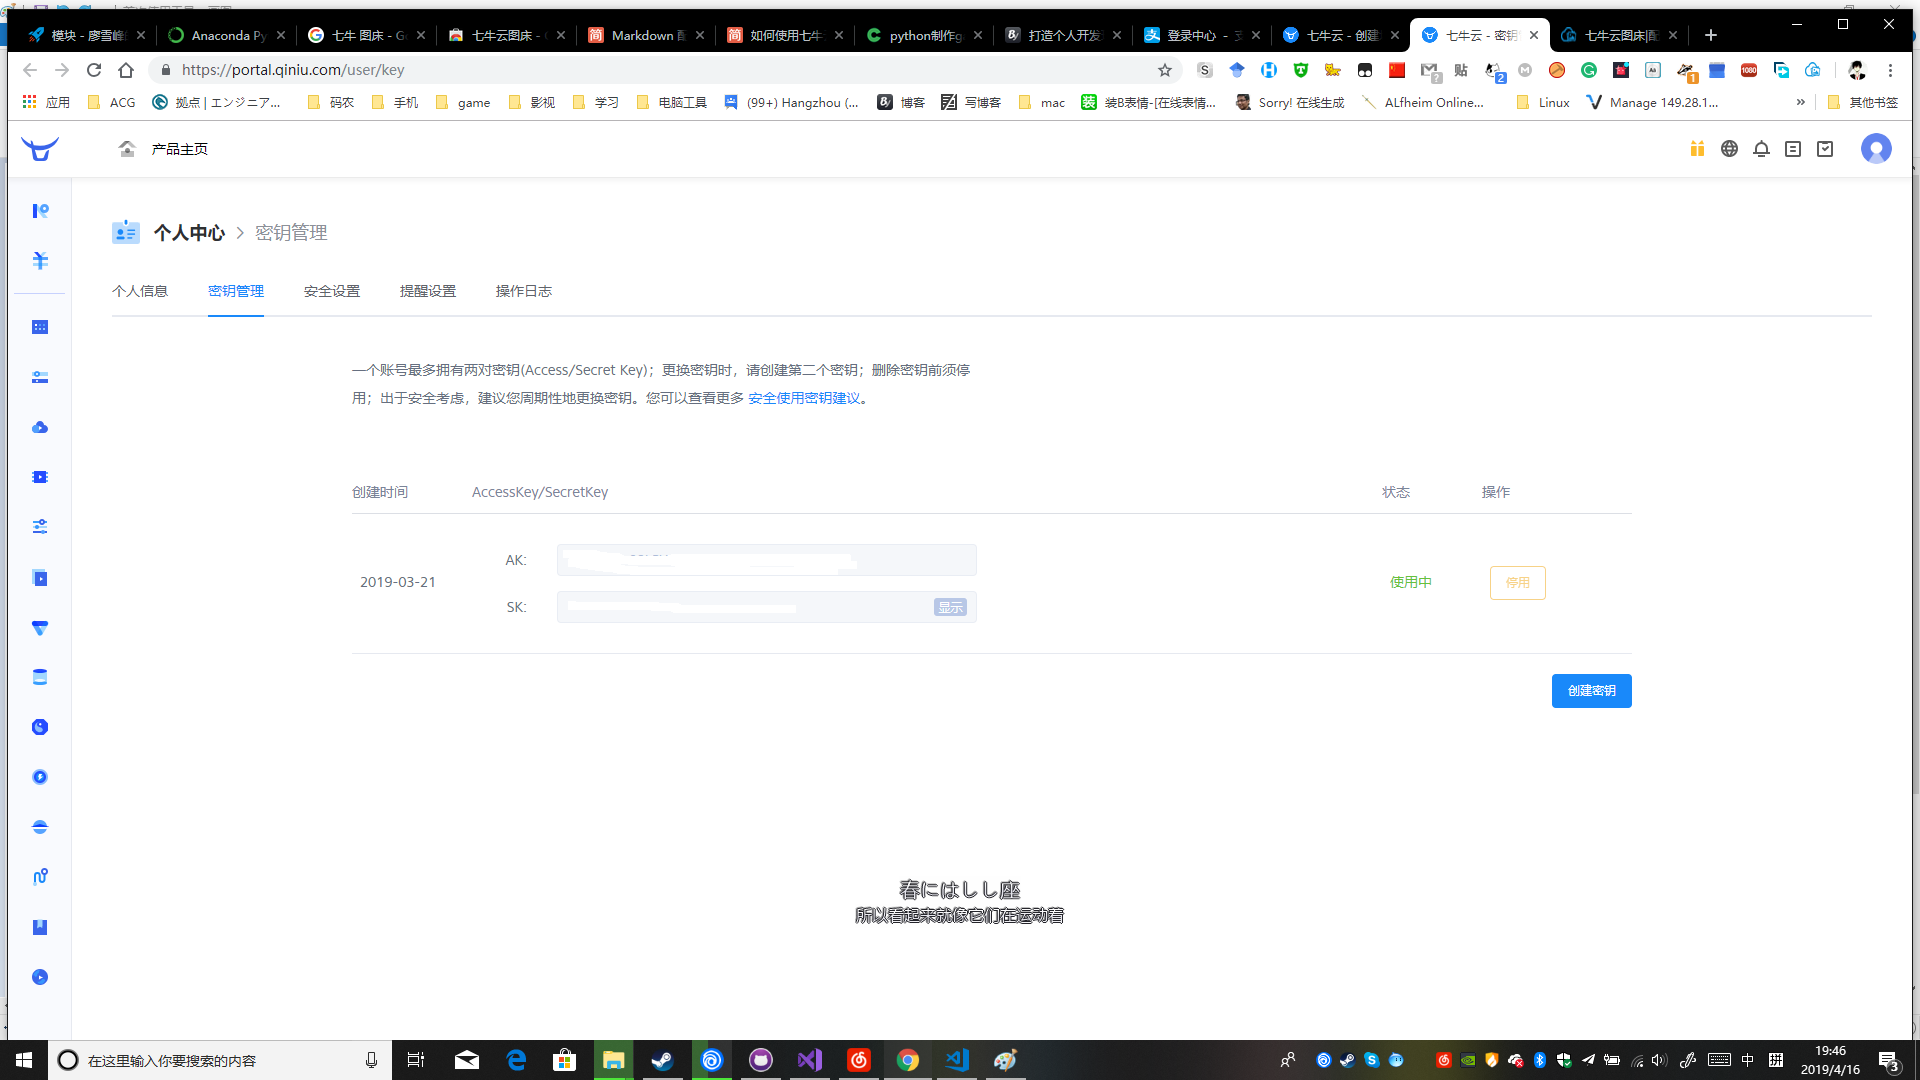 模块 - 廖雪峰
Anaconda Py
七牛 图床 - G
七牛云图床 -
Markdown
如何使用七牛
python制作g
打造个人开发
登录中心 -
七牛云 - 创建
七牛云 - 密钥
七牛云图床|配
https://portal.qiniu.com/user/key
应用
ACG
拠点 | エンジニア...
码农
手机
game
影视
学习
电脑工具
(99+) Hangzhou (...
博客
写博客
mac
装B表情-[在线表情...
Sorry! 在线生成
ALfheim Online...
Linux
Manage 149.28.1...
»
其他书签
产品主页
个人中心 > 密钥管理
个人信息 密钥管理 安全设置 提醒设置 操作日志
一个账号最多拥有两对密钥(Access/Secret Key)；更换密钥时，请创建第二个密钥；删除密钥前须停
用；出于安全考虑，建议您周期性地更换密钥。您可以查看更多 安全使用密钥建议。
创建时间 AccessKey/SecretKey 状态 操作
AK:
2019-03-21 使用中 停用
SK: 显示
创建密钥
春にはしし座
所以看起来就像它们在运动着
在这里输入你要搜索的内容
中
拼
19:46
2019/4/16
3